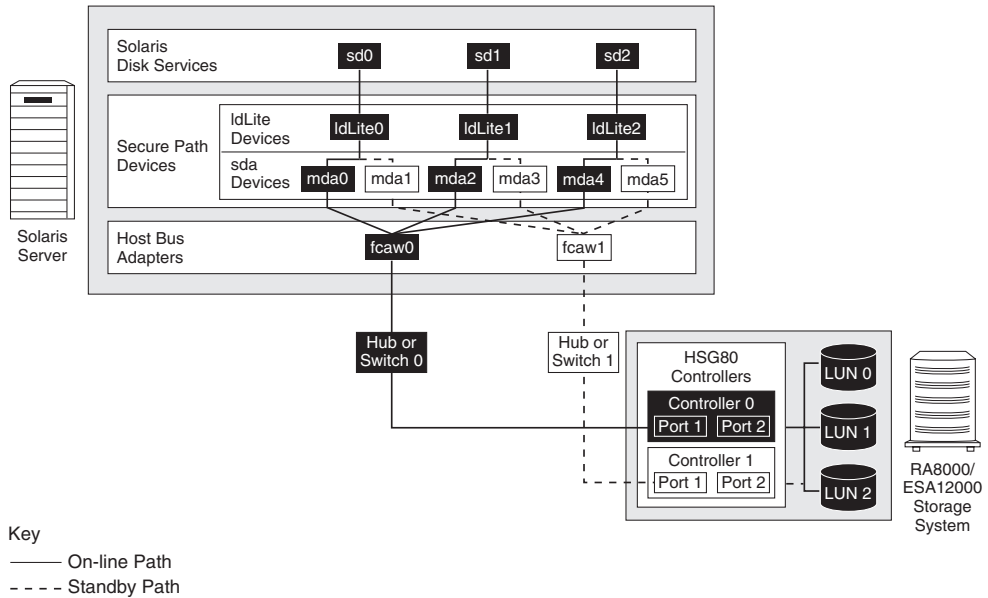 Solaris
Disk Services
sd0
sd1
sd2
Secure Path
Devices
ldLite
Devices
ldLite0
ldLite1
ldLite2
sda
Devices
mda0
mda1
mda2
mda3
mda4
mda5
Solaris
Server
Host Bus
Adapters
fcaw0
fcaw1
Hub or
Switch 0
Hub or
Switch 1
HSG80
Controllers
Controller 0
Port 1
Port 2
Controller 1
Port 1
Port 2
LUN 0
LUN 1
LUN 2
RA8000/
ESA12000
Storage
System
Key
On-line Path
Standby Path